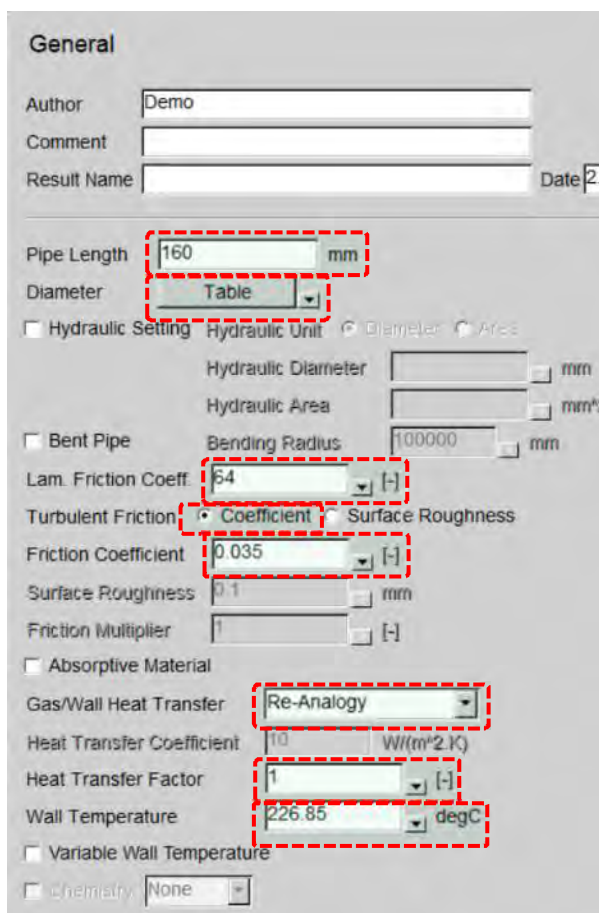 General
Author Demo
Comment
Result Name Date 2.
Pipe Length 160 mm
Diameter Table
Hydraulic Setting Hydraulic Unit Diameter Area
Hydraulic Diameter mm
Hydraulic Area mm^
Bent Pipe Bending Radius 100000 mm
Lam. Friction Coeff. 64 [-]
Turbulent Friction Coefficient Surface Roughness
Friction Coefficient 0.035 [-]
Surface Roughness 0.1 mm
Friction Multiplier 1 [-]
Absorptive Material
Gas/Wall Heat Transfer Re-Analogy
Heat Transfer Coefficient 10 W/(m^2.K)
Heat Transfer Factor 1 [-]
Wall Temperature 226.85 degC
Variable Wall Temperature
Chemistry None